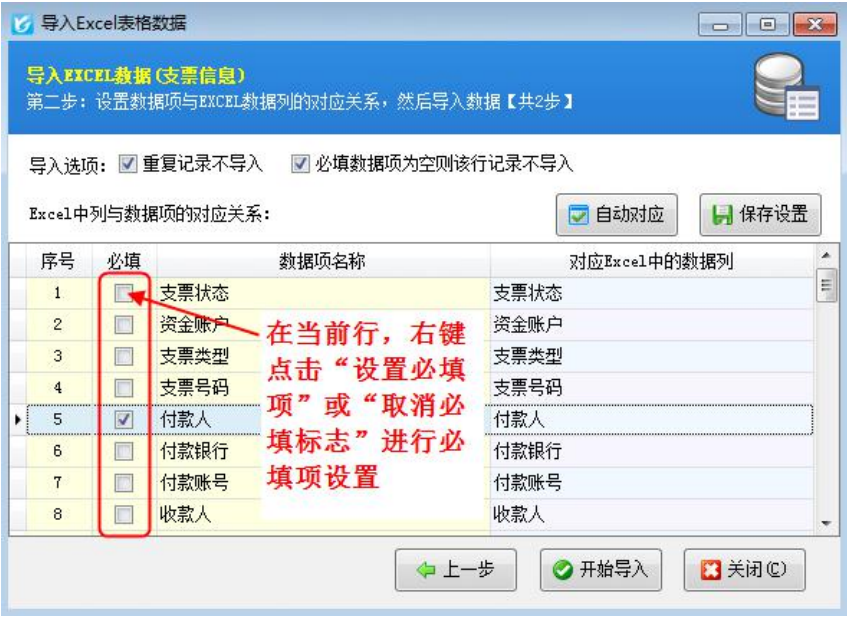 导入Excel表格数据
导入EXCEL数据(支票信息)
第二步：设置数据项与EXCEL数据列的对应关系，然后导入数据【共2步】
导入选项： 重复记录不导入 必填数据项为空则该行记录不导入
Excel中列与数据项的对应关系： 自动对应 保存设置
序号 必填 数据项名称 对应Excel中的数据列
1 支票状态 支票状态
2 资金账户 资金账户
3 支票类型 支票类型
4 支票号码 支票号码
5 付款人 付款人
6 付款银行 付款银行
7 付款账号 付款账号
8 收款人 收款人
在当前行，右键
点击“设置必填
项”或“取消必
填标志”进行必
填项设置
上一步 开始导入 关闭(C)